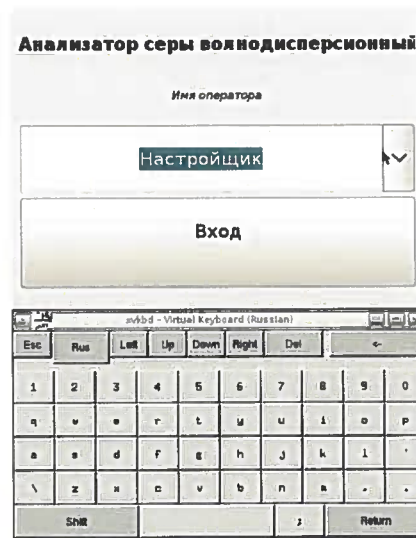 Анализатор серы волнодисперсионный
Имя оператора
Настройщик
Вход
xvkbd - Virtual Keyboard (Russian)
Esc Rus Left Up Down Right Del ←
1 2 3 4 5 6 7 8 9 0
q w e r t y u i o p
a s d f g h j k l '
\ z x c v b n m , .
Shift ; Return